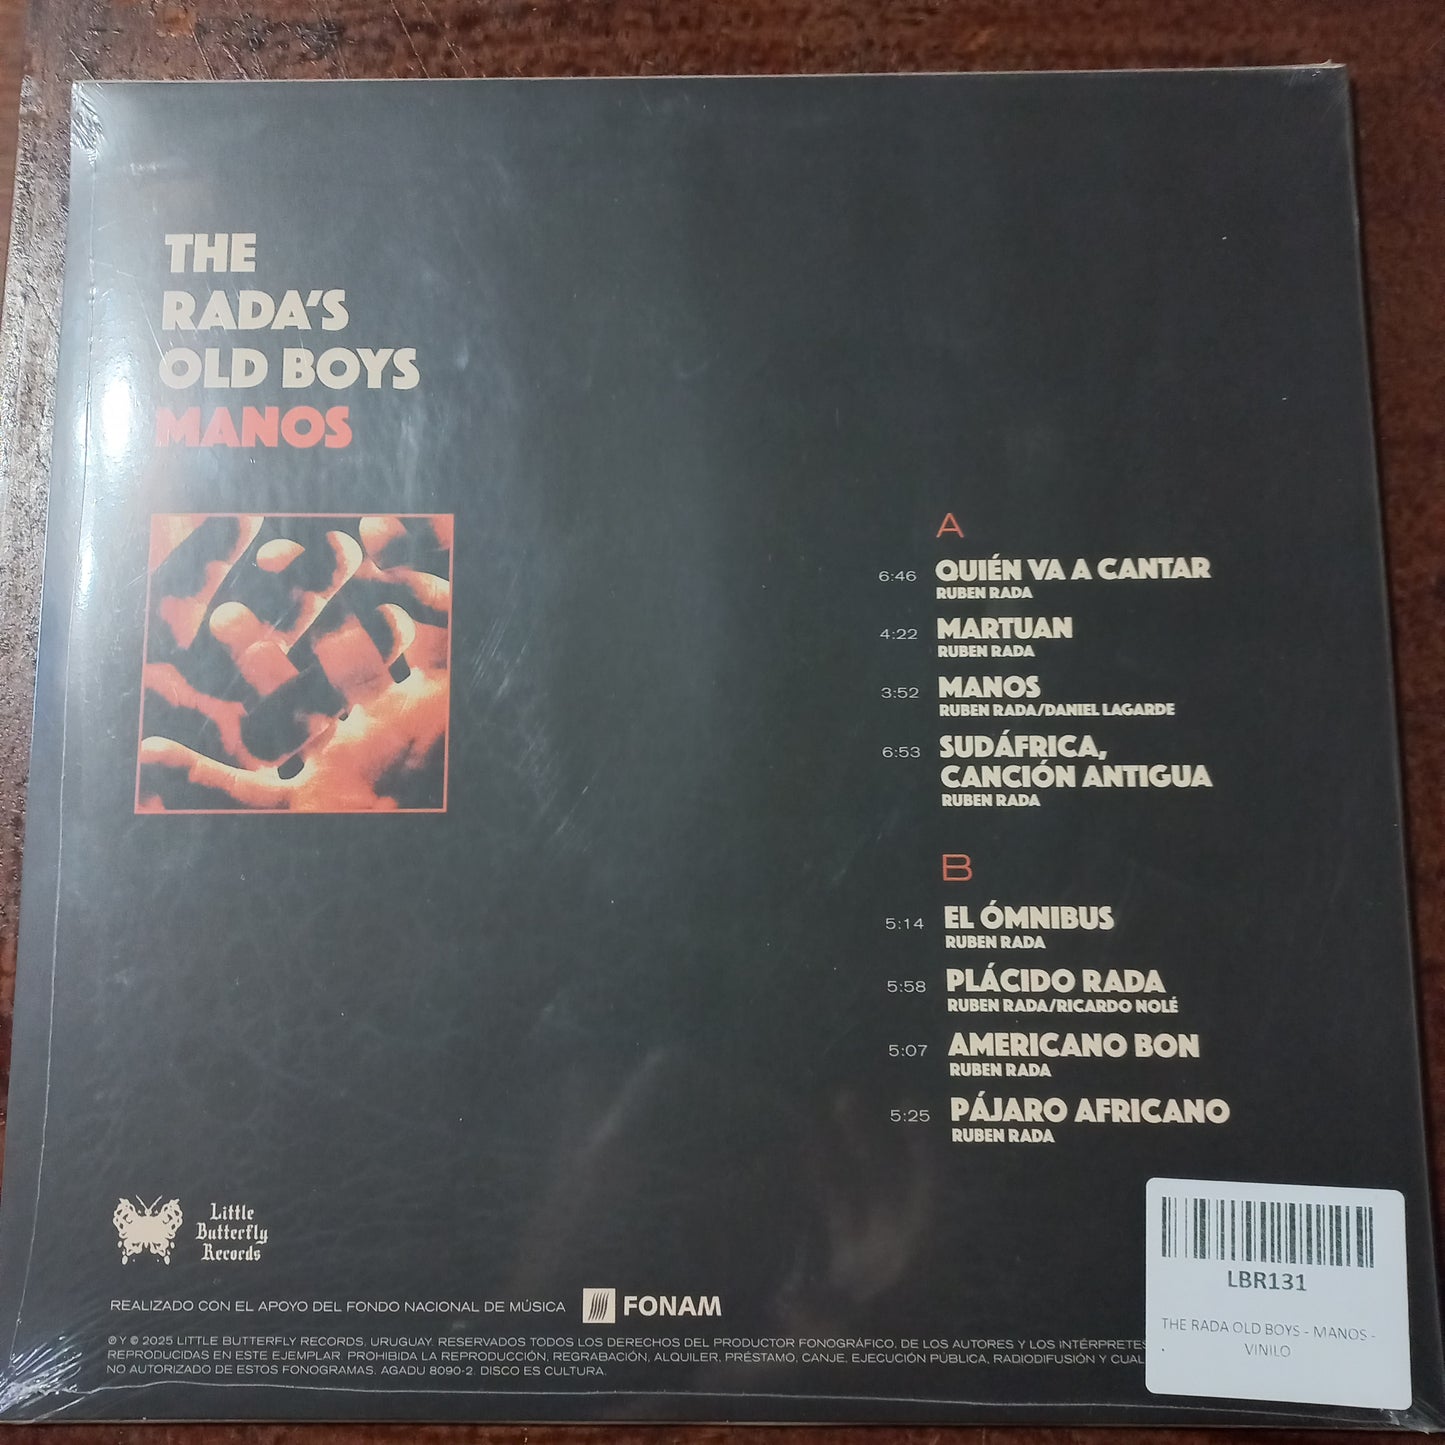 THE
RADA'S
OLD BOYS
MANOS
A
6:46 QUIÉN VA A CANTAR
RUBEN RADA
4:22 MARTUAN
RUBEN RADA
3:52 MANOS
RUBEN RADA/DANIEL LAGARDE
6:53 SUDÁFRICA,
CANCIÓN ANTIGUA
RUBEN RADA
B
5:14 EL ÓMNIBUS
RUBEN RADA
5:58 PLÁCIDO RADA
RUBEN RADA/RICARDO NOLÉ
5:07 AMERICANO BON
RUBEN RADA
5:25 PÁJARO AFRICANO
RUBEN RADA
Little
Butterfly
Records
REALIZADO CON EL APOYO DEL FONDO NACIONAL DE MÚSICA FONAM
℗ Y © 2025 LITTLE BUTTERFLY RECORDS, URUGUAY. RESERVADOS TODOS LOS DERECHOS DEL PRODUCTOR FONOGRÁFICO, DE LOS AUTORES Y LOS INTÉRPRETES
REPRODUCIDAS EN ESTE EJEMPLAR. PROHIBIDA LA REPRODUCCIÓN, REGRABACIÓN, ALQUILER, PRÉSTAMO, CANJE, EJECUCIÓN PÚBLICA, RADIODIFUSIÓN Y CUAL
NO AUTORIZADO DE ESTOS FONOGRAMAS. AGADU 8090-2. DISCO ES CULTURA.
LBR131
THE RADA OLD BOYS - MANOS -
VINILO